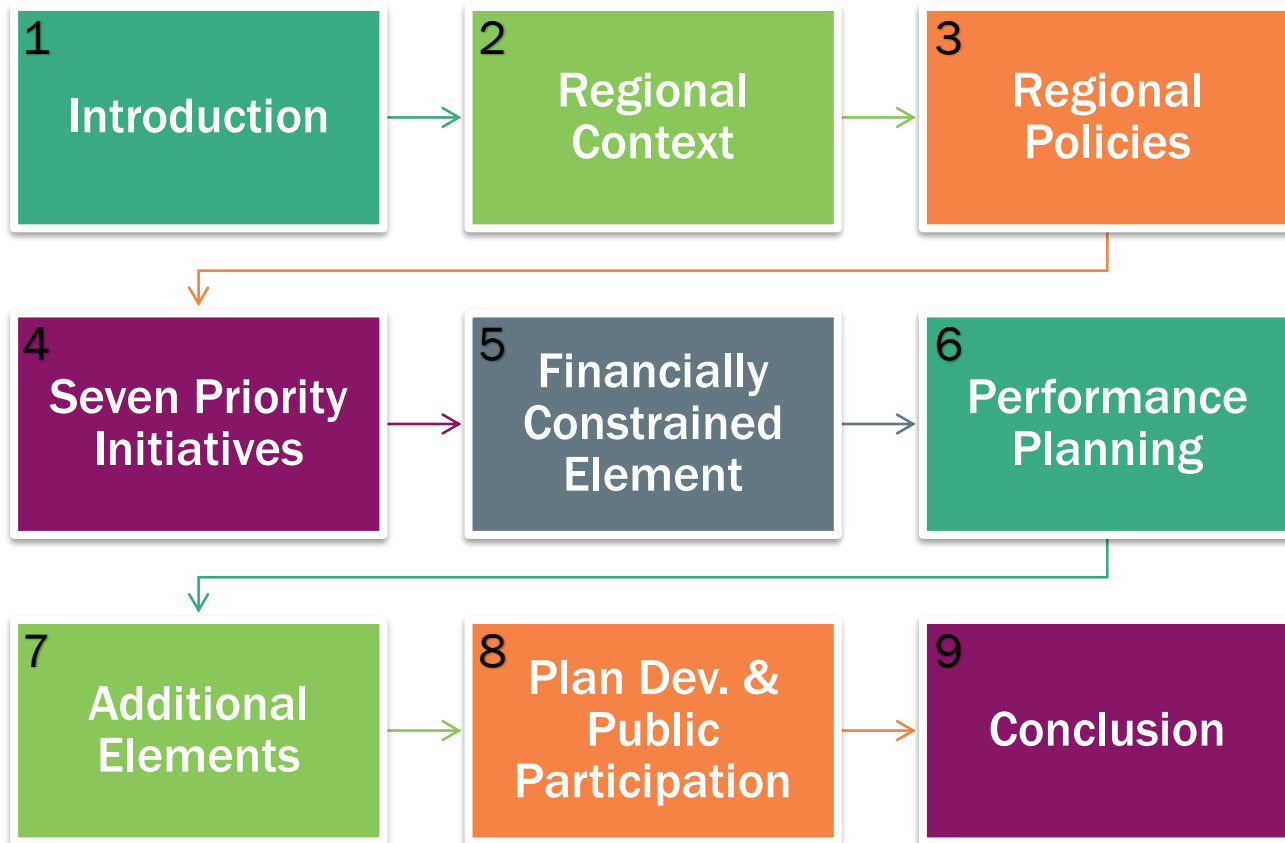 1
Introduction
2
Regional
Context
3
Regional
Policies
4
Seven Priority
Initiatives
5
Financially
Constrained
Element
6
Performance
Planning
7
Additional
Elements
8
Plan Dev. &
Public
Participation
9
Conclusion